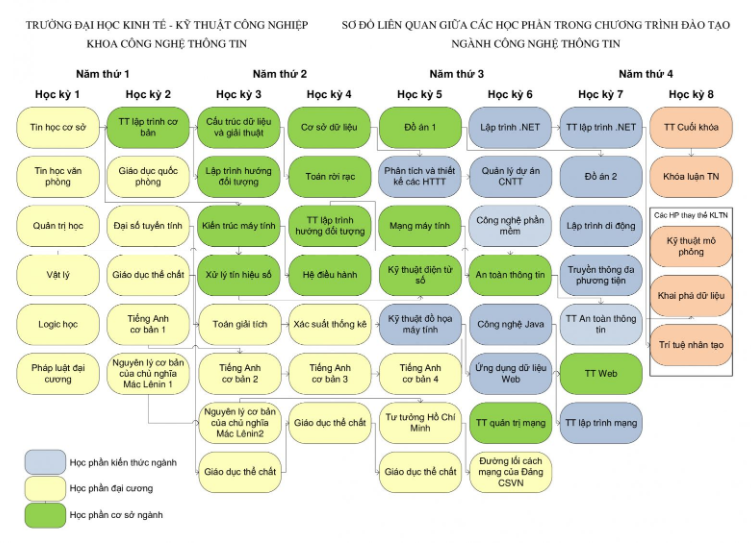 TRƯỜNG ĐẠI HỌC KINH TẾ - KỸ THUẬT CÔNG NGHIỆP
KHOA CÔNG NGHỆ THÔNG TIN
SƠ ĐỒ LIÊN QUAN GIỮA CÁC HỌC PHẦN TRONG CHƯƠNG TRÌNH ĐÀO TẠO
NGÀNH CÔNG NGHỆ THÔNG TIN
Năm thứ 1
Năm thứ 2
Năm thứ 3
Năm thứ 4
Học kỳ 1
Học kỳ 2
Học kỳ 3
Học kỳ 4
Học kỳ 5
Học kỳ 6
Học kỳ 7
Học kỳ 8
Tin học cơ sở
TT lập trình cơ
bản
Cấu trúc dữ liệu
và giải thuật
Cơ sở dữ liệu
Đồ án 1
Lập trình .NET
TT lập trình .NET
TT Cuối khóa
Tin học văn
phòng
Giáo dục quốc
phòng
Lập trình hướng
đối tượng
Toán rời rạc
Phân tích và thiết
kế các HTTT
Quản lý dự án
CNTT
Đồ án 2
Khóa luận TN
Quản trị học
Đại số tuyến tính
Kiến trúc máy tính
TT lập trình
hướng đối tượng
Mạng máy tính
Công nghệ phần
mềm
Lập trình di động
Các HP thay thế KLTN
Kỹ thuật mô
phỏng
Vật lý
Giáo dục thể chất
Xử lý tín hiệu số
Hệ điều hành
Kỹ thuật điện tử
số
An toàn thông tin
Truyền thông đa
phương tiện
Khai phá dữ liệu
Logic học
Tiếng Anh
cơ bản 1
Toán giải tích
Xác suất thống kê
Kỹ thuật đồ họa
máy tính
Công nghệ Java
TT An toàn thông
tin
Trí tuệ nhân tạo
Pháp luật đại
cương
Nguyên lý cơ bản
của chủ nghĩa
Mác Lênin 1
Tiếng Anh
cơ bản 2
Tiếng Anh
cơ bản 3
Tiếng Anh
cơ bản 4
Ứng dụng dữ liệu
Web
TT Web
Nguyên lý cơ bản
của chủ nghĩa
Mác Lênin2
Giáo dục thể chất
Tư tưởng Hồ Chí
Minh
TT quản trị mạng
TT lập trình mạng
Giáo dục thể chất
Giáo dục thể chất
Đường lối cách
mạng của Đảng
CSVN
Học phần kiến thức ngành
Học phần đại cương
Học phần cơ sở ngành